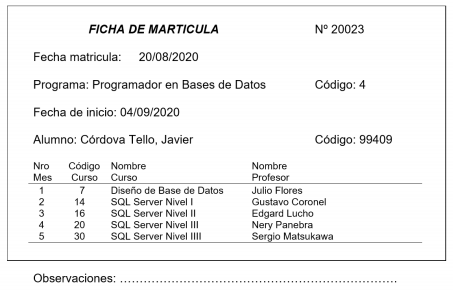 FICHA DE MARTICULA Nº 20023
Fecha matricula: 20/08/2020
Programa: Programador en Bases de Datos Código: 4
Fecha de inicio: 04/09/2020
Alumno: Córdova Tello, Javier Código: 99409
Nro Código Nombre Nombre
Mes Curso Curso Profesor
1 7 Diseño de Base de Datos Julio Flores
2 14 SQL Server Nivel I Gustavo Coronel
3 16 SQL Server Nivel II Edgard Lucho
4 20 SQL Server Nivel III Nery Panebra
5 30 SQL Server Nivel IIII Sergio Matsukawa
Observaciones: ………………………………………………………………